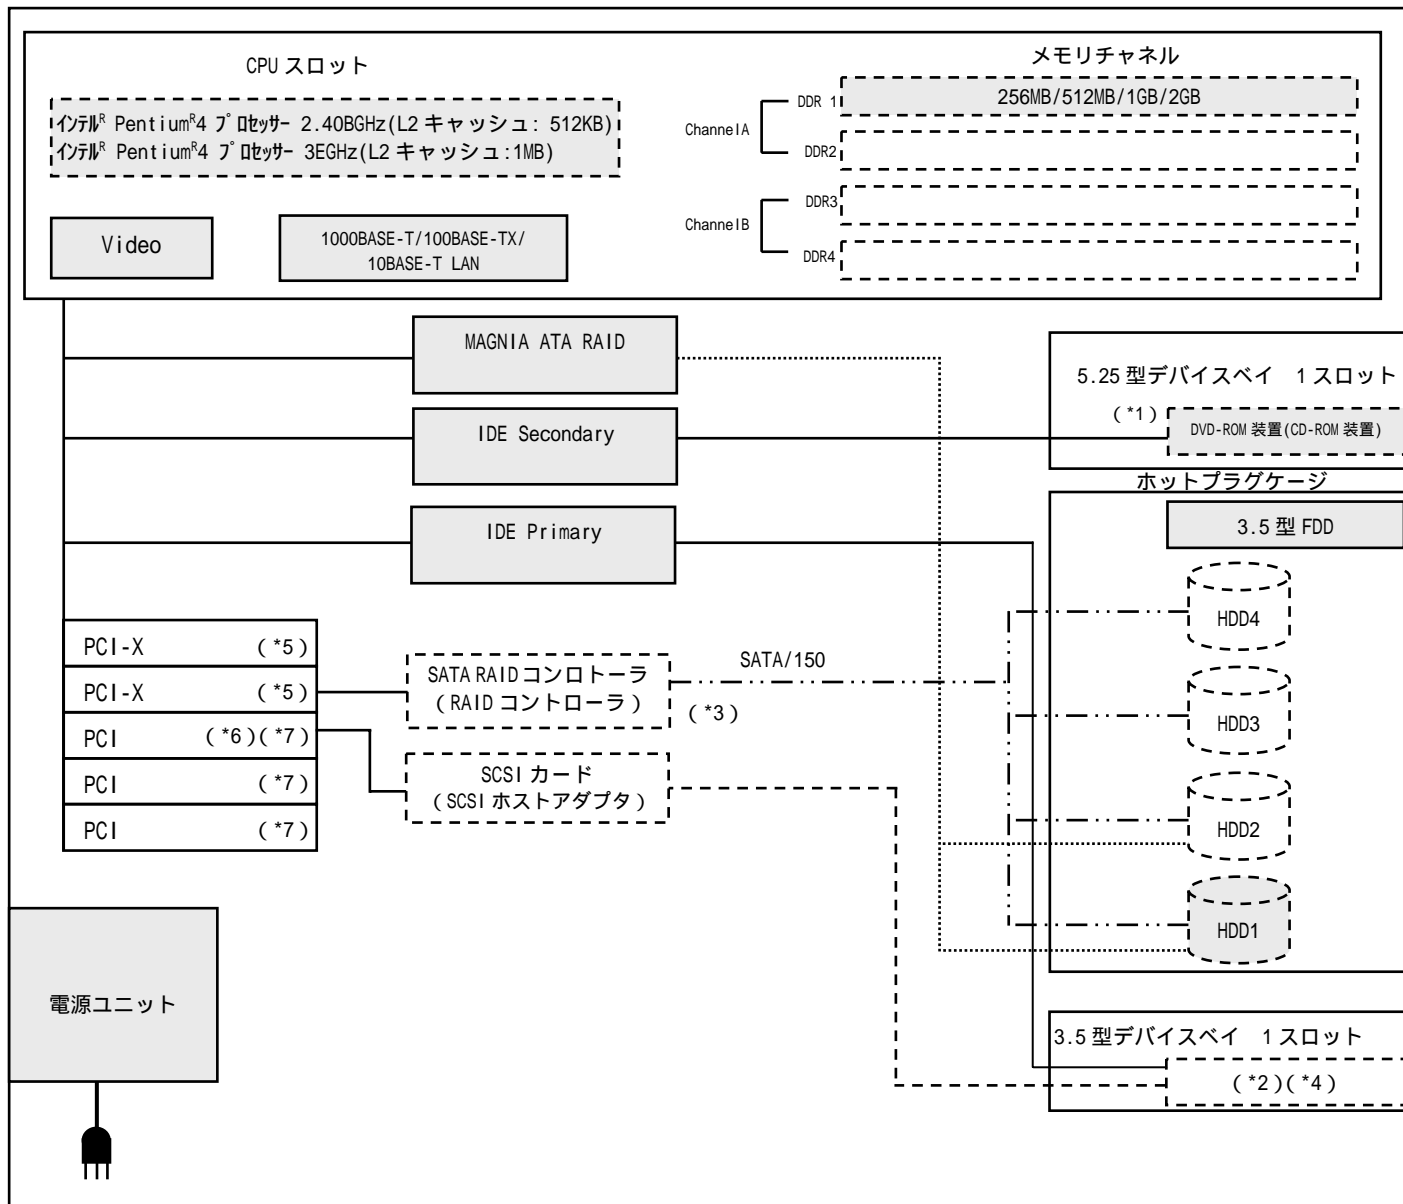 CPU スロット
インテルR Pentium R4 プロセッサー 2.40BGHz(L2 キャッシュ: 512KB)
インテルR Pentium R4 プロセッサー 3EGHz(L2 キャッシュ:1MB)
Video
1000BASE-T/100BASE-TX/
10BASE-T LAN
メモリチャネル
ChannelA
DDR 1
256MB/512MB/1GB/2GB
DDR2
ChannelB
DDR3
DDR4
MAGNIA ATA RAID
IDE Secondary
IDE Primary
5.25 型デバイスベイ 1 スロット
(*1)
DVD-ROM 装置(CD-ROM 装置)
ホットプラグケージ
3.5 型 FDD
HDD4
HDD3
HDD2
HDD1
PCI-X (*5)
PCI-X (*5)
PCI (*6)(*7)
PCI (*7)
PCI (*7)
SATA RAID コンロトーラ
(RAID コントローラ)
SATA/150
(*3)
SCSI カード
(SCSI ホストアダプタ)
電源ユニット
3.5 型デバイスベイ 1 スロット
(*2)(*4)